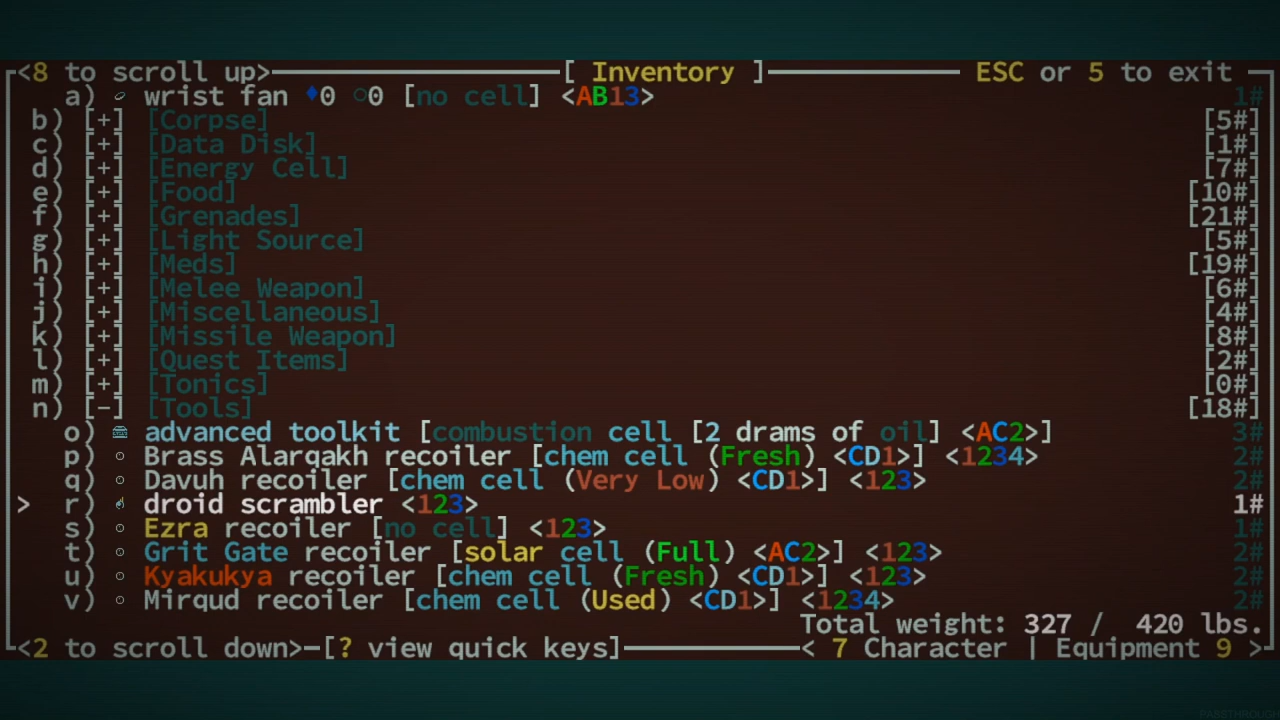 <8 to scroll up> [ Inventory ] ESC or 5 to exit
a) wrist fan ♦0 ○0 [no cell] <AB13> 1#
b) [+] [Corpse] [5#]
c) [+] [Data Disk] [1#]
d) [+] [Energy Cell] [7#]
e) [+] [Food] [10#]
f) [+] [Grenades] [21#]
g) [+] [Light Source] [5#]
h) [+] [Meds] [19#]
i) [+] [Melee Weapon] [6#]
j) [+] [Miscellaneous] [4#]
k) [+] [Missile Weapon] [8#]
l) [+] [Quest Items] [2#]
m) [+] [Tonics] [0#]
n) [-] [Tools] [18#]
o) advanced toolkit [combustion cell [2 drams of oil] <AC2>] 3#
p) Brass Alarqakh recoiler [chem cell (Fresh) <CD1>] <1234> 2#
q) Davuh recoiler [chem cell (Very Low) <CD1>] <123> 2#
> r) droid scrambler <123> 1#
s) Ezra recoiler [no cell] <123> 1#
t) Grit Gate recoiler [solar cell (Full) <AC2>] <123> 2#
u) Kyakukya recoiler [chem cell (Fresh) <CD1>] <123> 2#
v) Mirqud recoiler [chem cell (Used) <CD1>] <1234> 2#
Total weight: 327 / 420 lbs.
<2 to scroll down> [? view quick keys] < 7 Character | Equipment 9 >